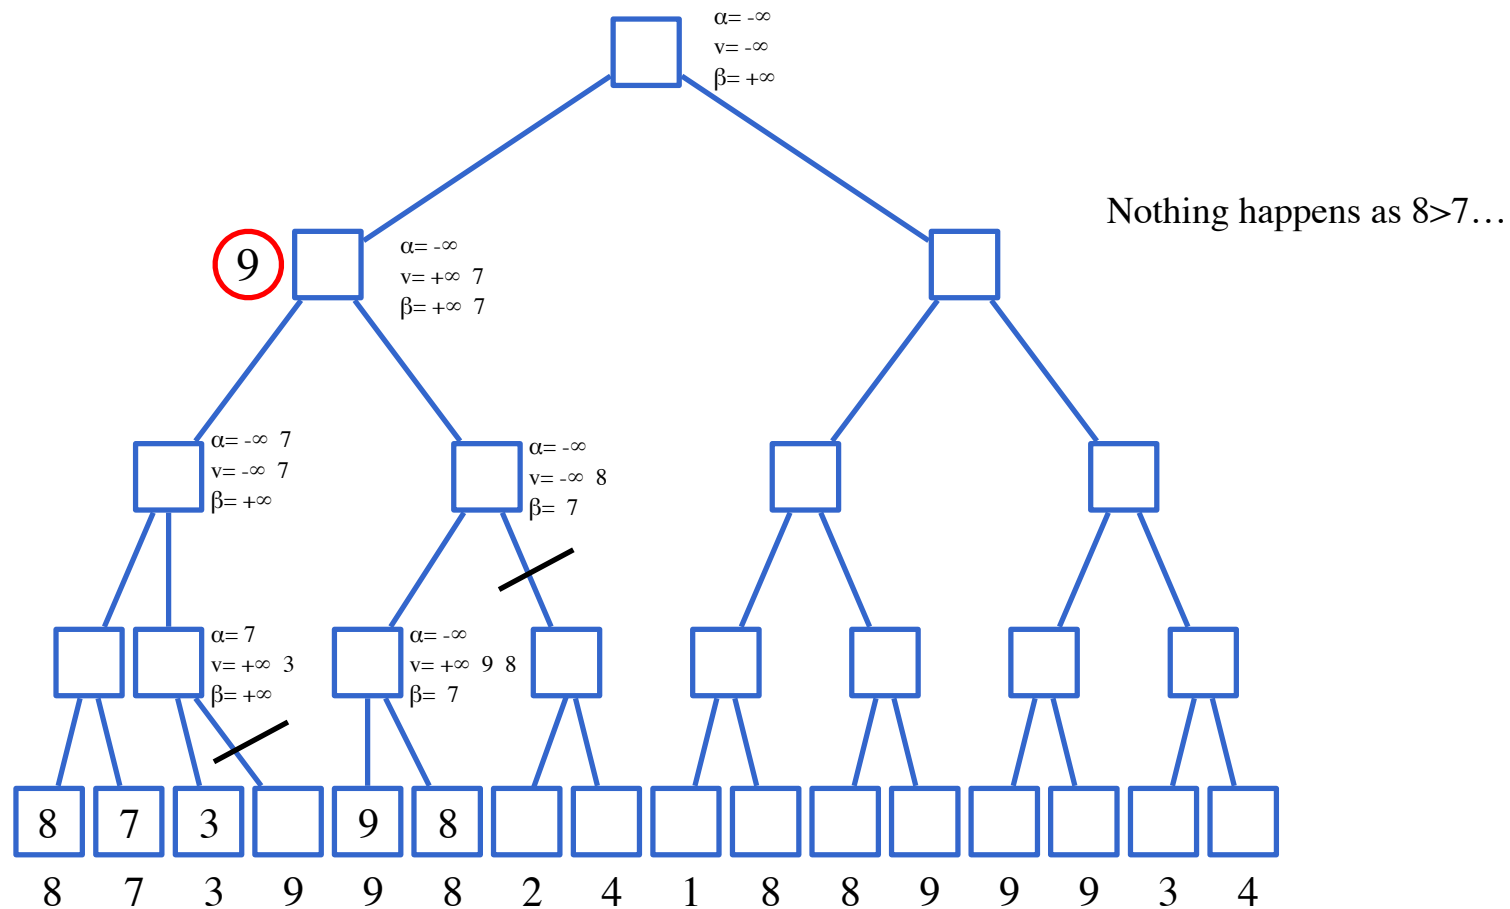 α= -∞
v= -∞
β= +∞
Nothing happens as 8>7…
9
α= -∞
v= +∞ 7
β= +∞ 7
α= -∞ 7
v= -∞ 7
β= +∞
α= -∞
v= -∞ 8
β= 7
α= 7
v= +∞ 3
β= +∞
α= -∞
v= +∞ 9 8
β= 7
8 7 3 9 8
8 7 3 9 9 8 2 4 1 8 8 9 9 9 3 4